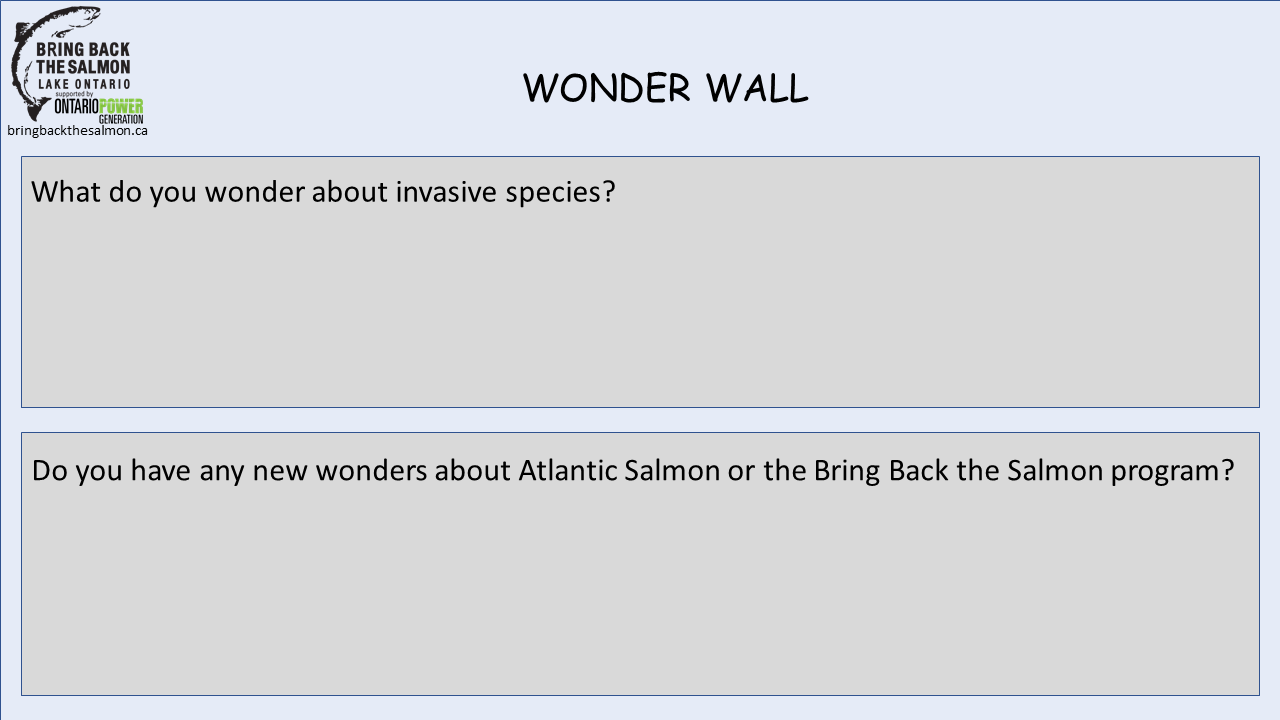 BRING BACK
THE SALMON
LAKE ONTARIO
supported by
ONTARIOPOWER
GENERATION
bringbackthesalmon.ca
WONDER WALL
What do you wonder about invasive species?
Do you have any new wonders about Atlantic Salmon or the Bring Back the Salmon program?